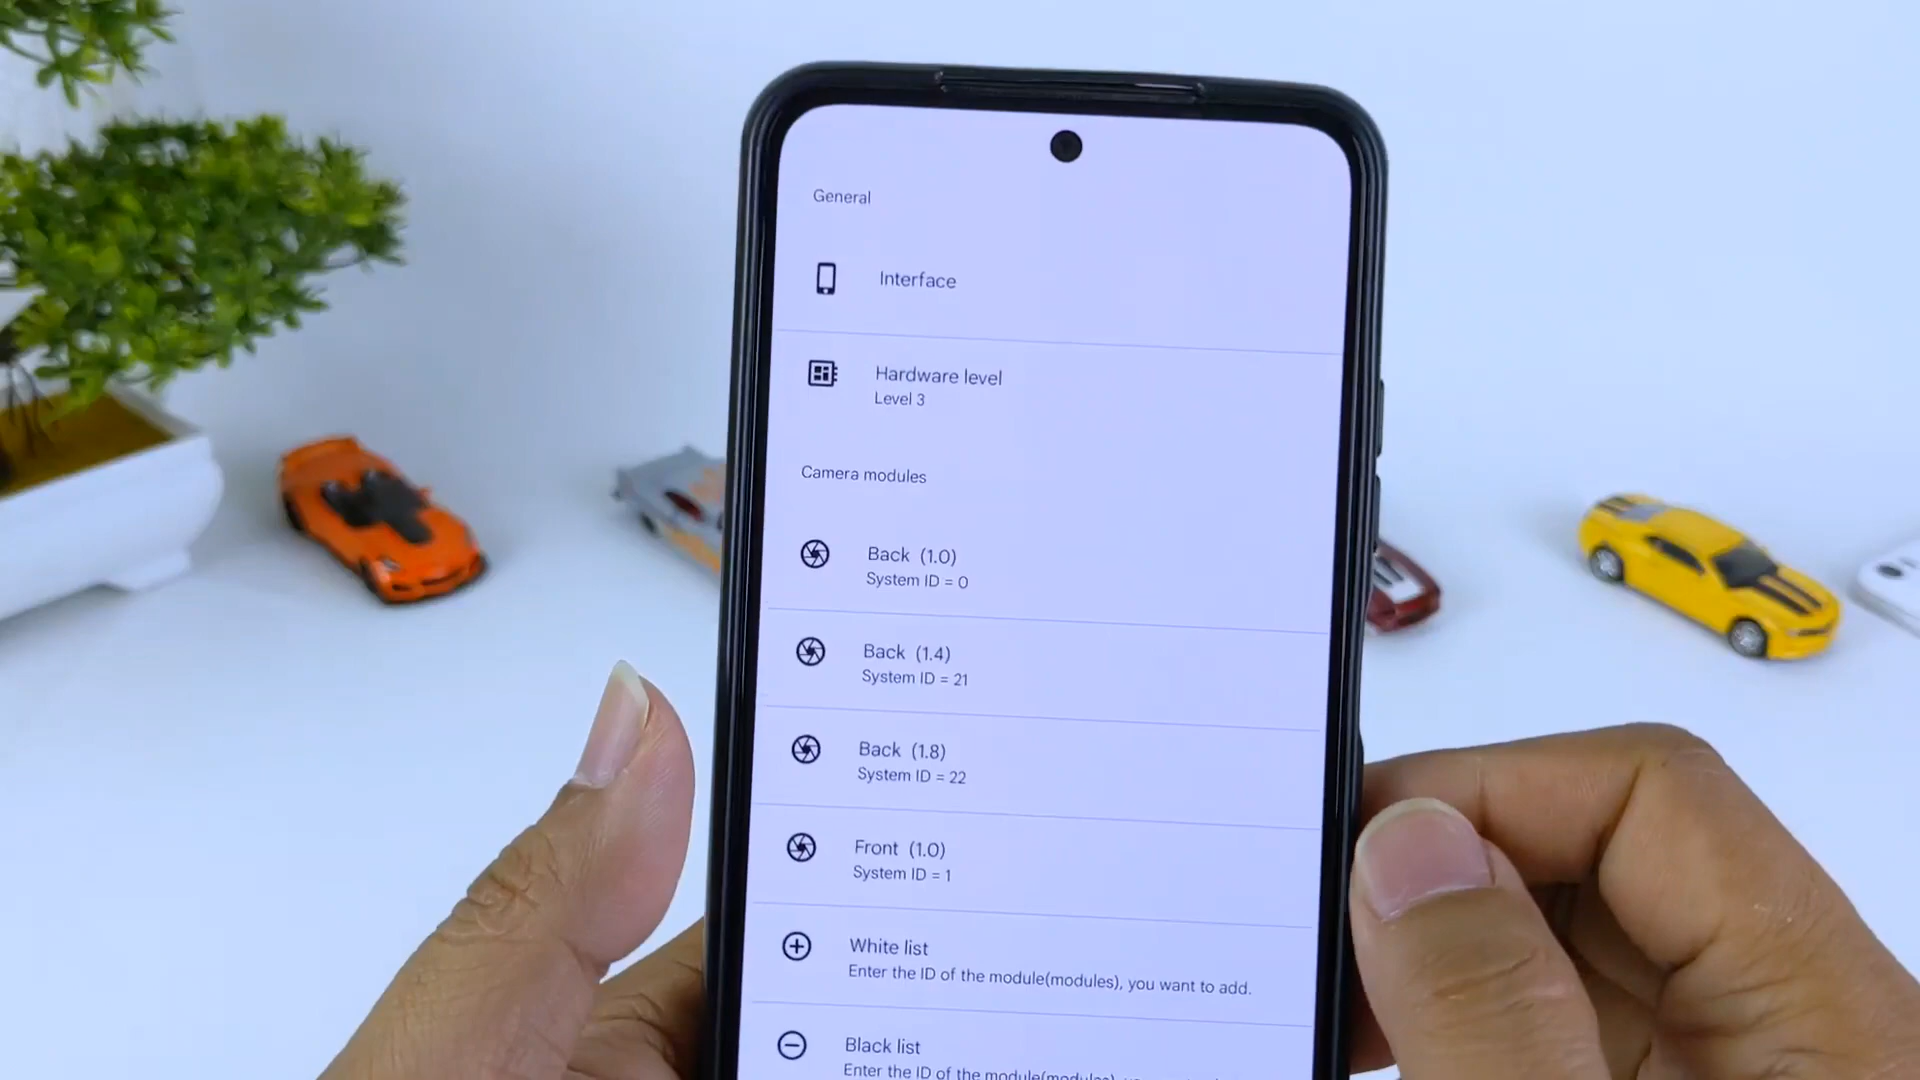 General
Interface
Hardware level
Level 3
Camera modules
Back (1.0)
System ID = 0
Back (1.4)
System ID = 21
Back (1.8)
System ID = 22
Front (1.0)
System ID = 1
White list
Enter the ID of the module(modules), you want to add.
Black list
Enter the ID of the module(modules),